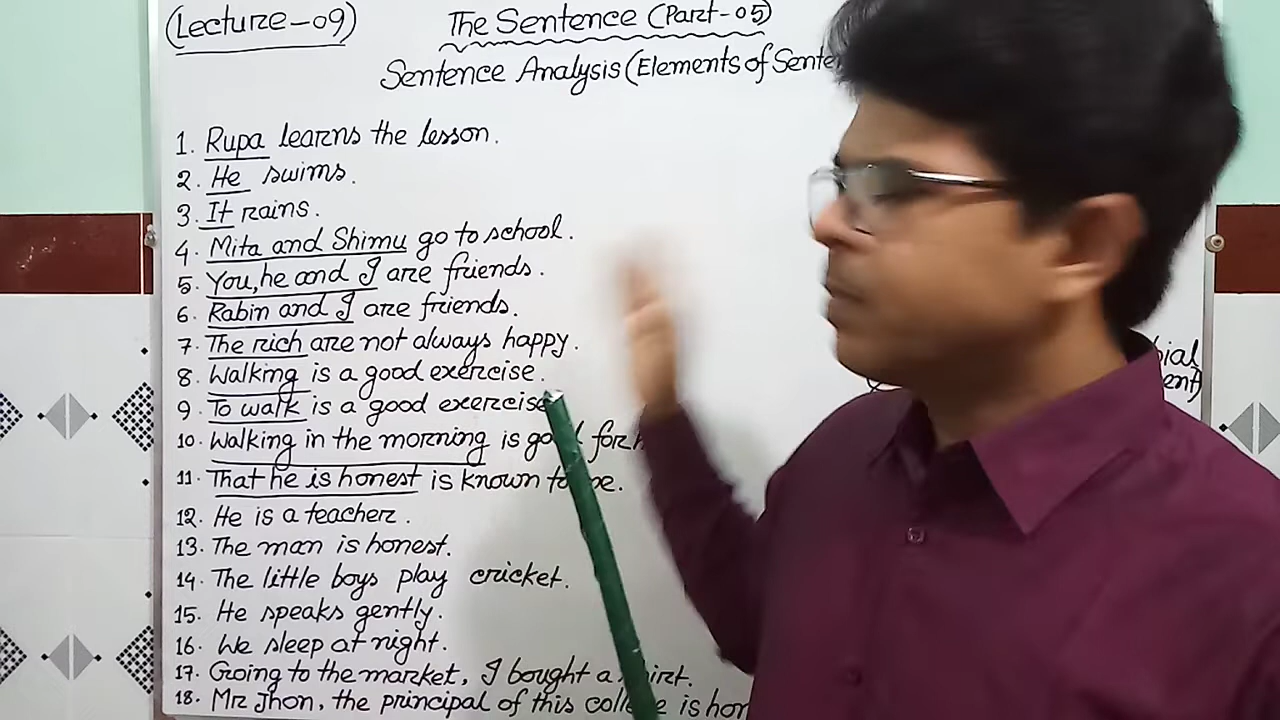 (Lecture-09)
The Sentence (Part-05)
Sentence Analysis (Elements of
1. Rupa learns the lesson.
2. He swims.
3. It rains.
4. Mita and Shimu go to school.
5. You, he and I are friends.
6. Rabin and I are friends.
7. The rich are not always happy.
8. Walking is a good exercise.
9. To walk is a good exercise
10. Walking in the morning is for
11. That he is honest is known
12. He is a teacher.
13. The man is honest.
14. The little boys play cricket.
15. He speaks gently.
16. We sleep at night.
17. Going to the market, I bought a
18. Mr Jhon, the principal of this is